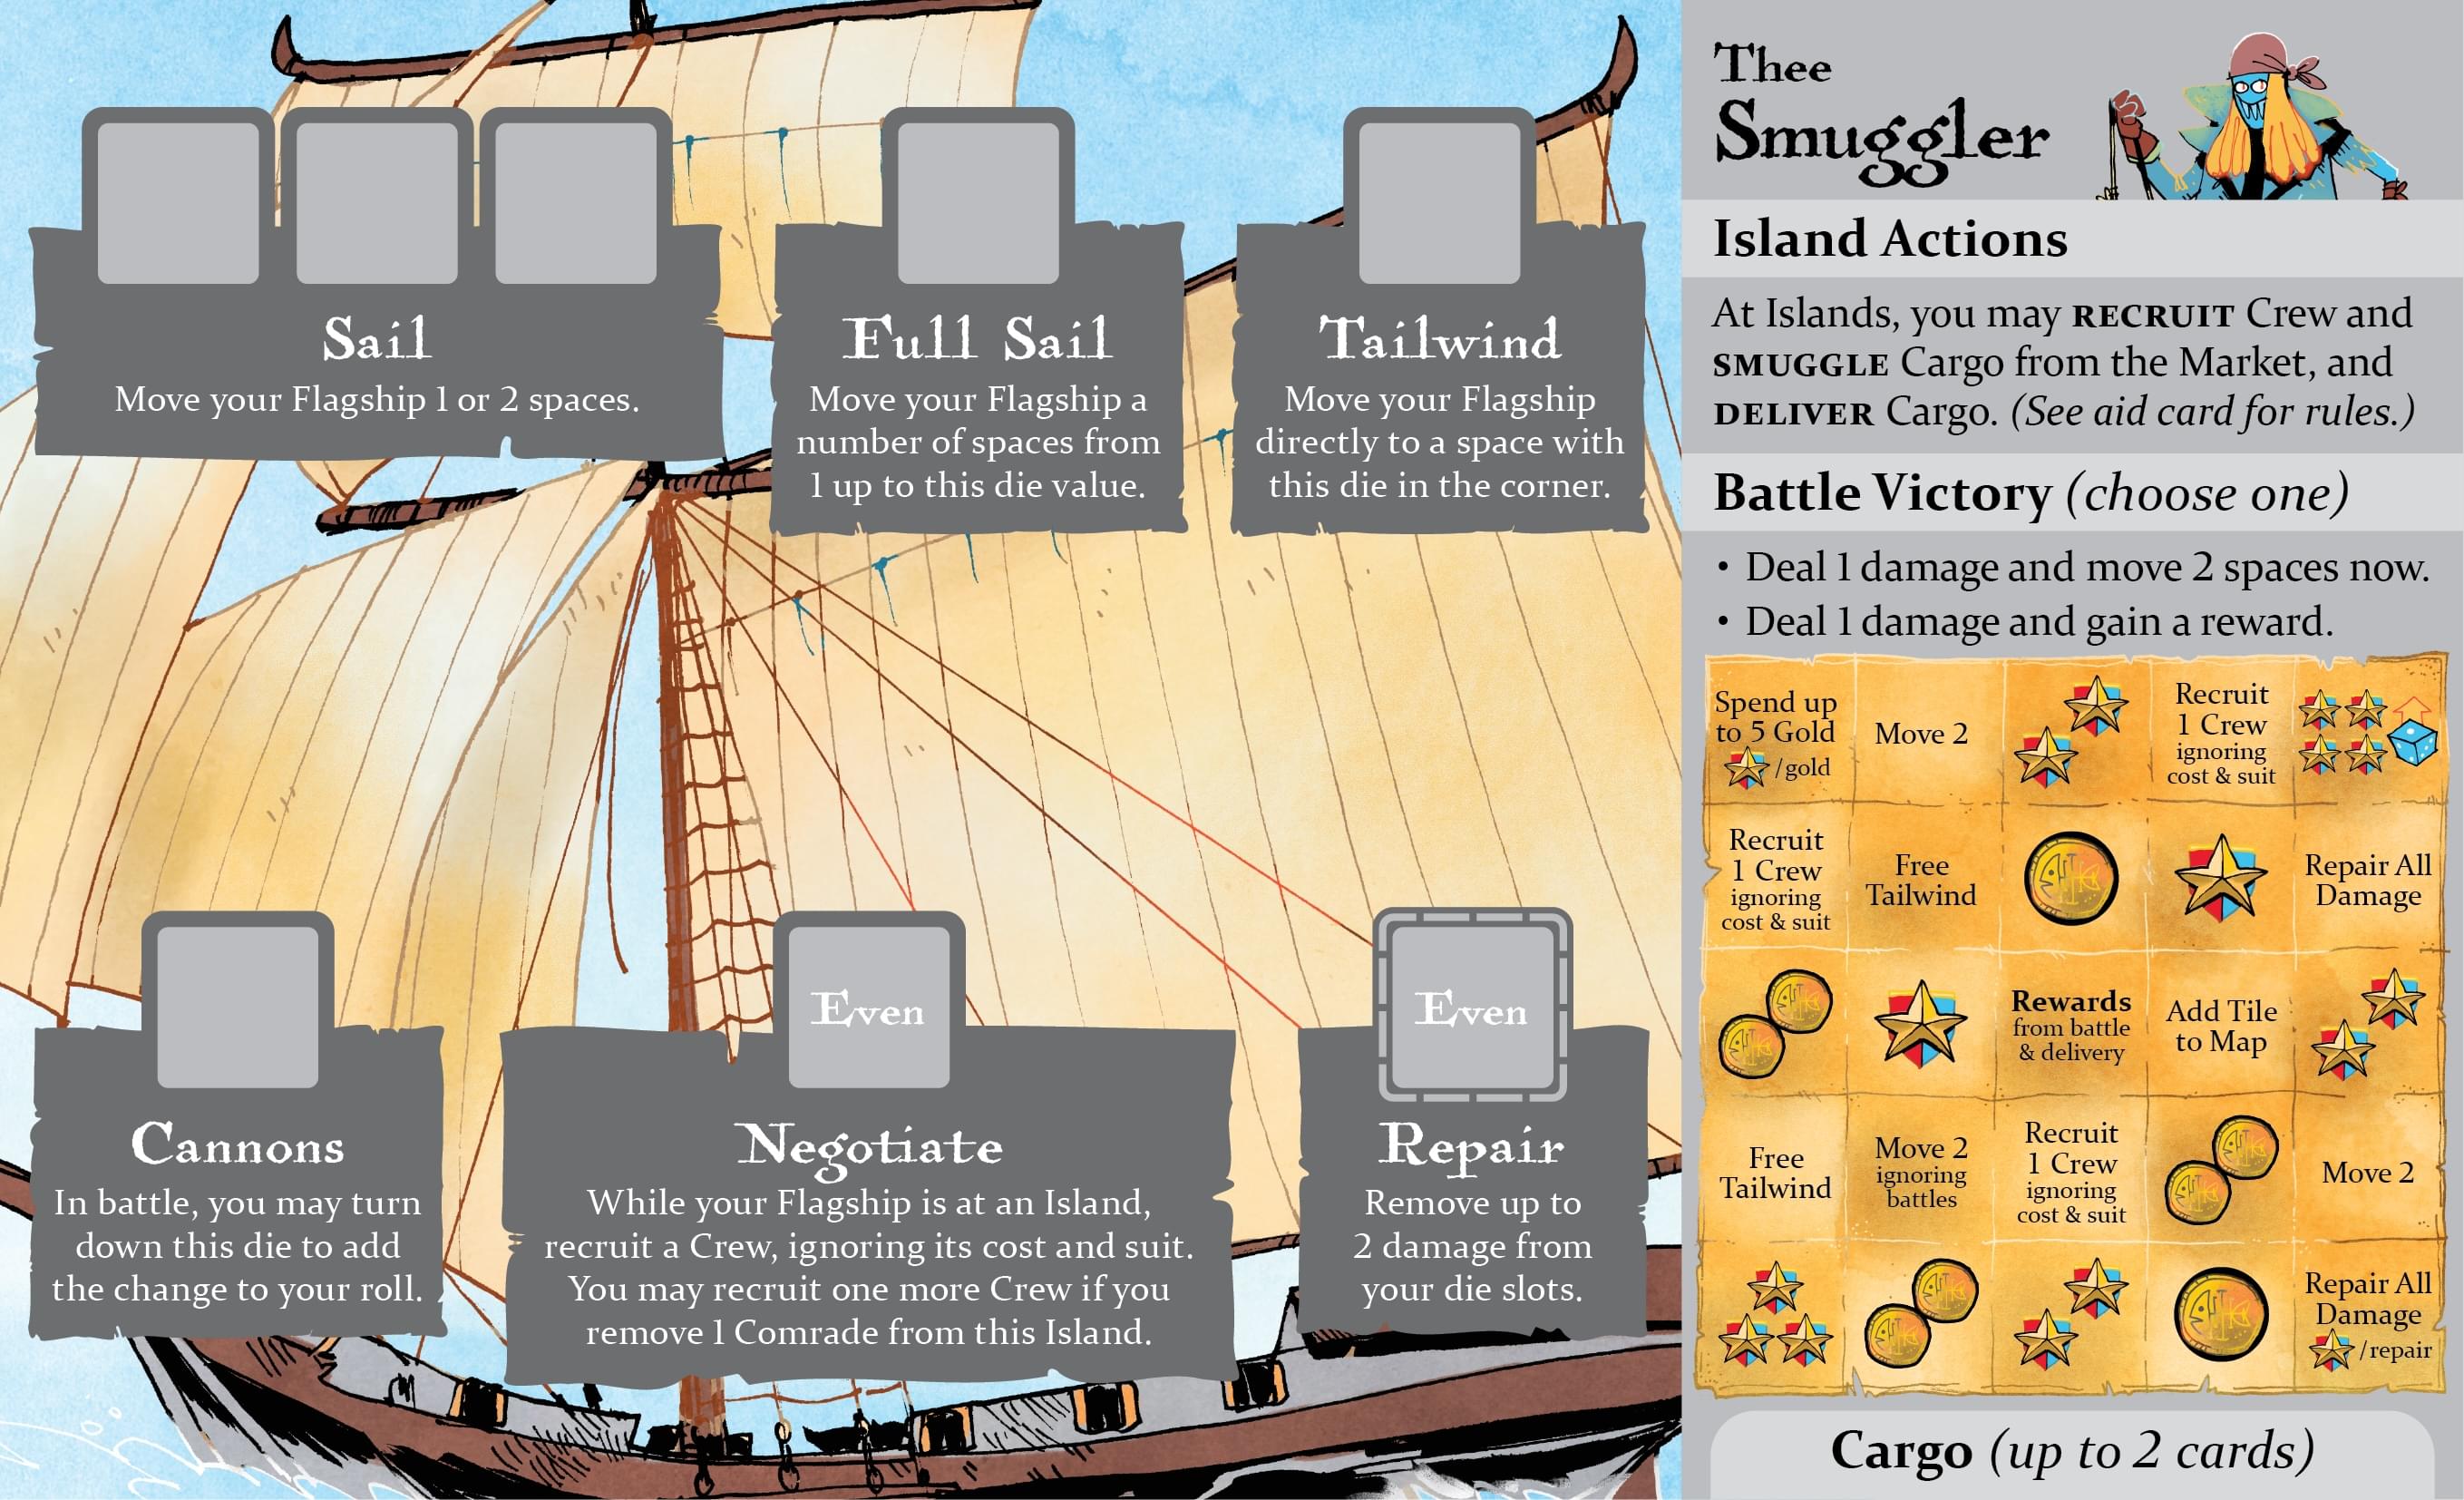 Sail
Move your Flagship 1 or 2 spaces.
Full Sail
Move your Flagship a
number of spaces from
1 up to this die value.
Tailwind
Move your Flagship
directly to a space with
this die in the corner.
Cannons
In battle, you may turn
down this die to add
the change to your roll.
Even
Negotiate
While your Flagship is at an Island,
recruit a Crew, ignoring its cost and suit.
You may recruit one more Crew if you
remove 1 Comrade from this Island.
Even
Repair
Remove up to
2 damage from
your die slots.
Thee
Smuggler
Island Actions
At Islands, you may RECRUIT Crew and
SMUGGLE Cargo from the Market, and
DELIVER Cargo. (See aid card for rules.)
Battle Victory (choose one)
• Deal 1 damage and move 2 spaces now.
• Deal 1 damage and gain a reward.
Spend up
to 5 Gold
/gold
Move 2
Recruit
1 Crew
ignoring
cost & suit
Recruit
1 Crew
ignoring
cost & suit
Free
Tailwind
Repair All
Damage
Rewards
from battle
& delivery
Add Tile
to Map
Free
Tailwind
Move 2
ignoring
battles
Recruit
1 Crew
ignoring
cost & suit
Move 2
Repair All
Damage
/repair
Cargo (up to 2 cards)